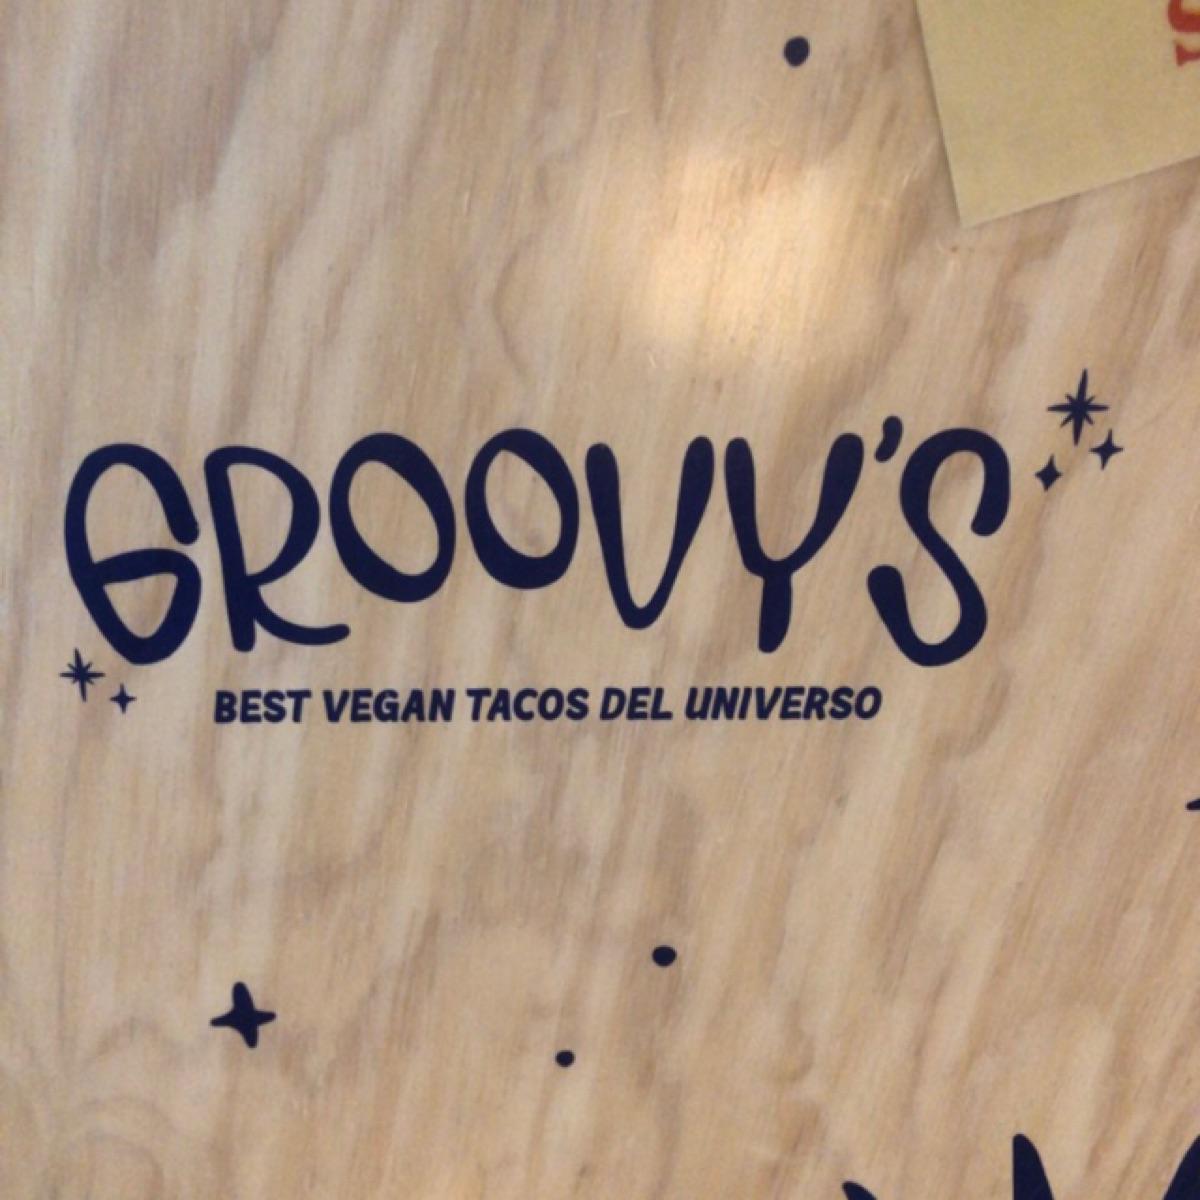 GROOVY'S
BEST VEGAN TACOS DEL UNIVERSO